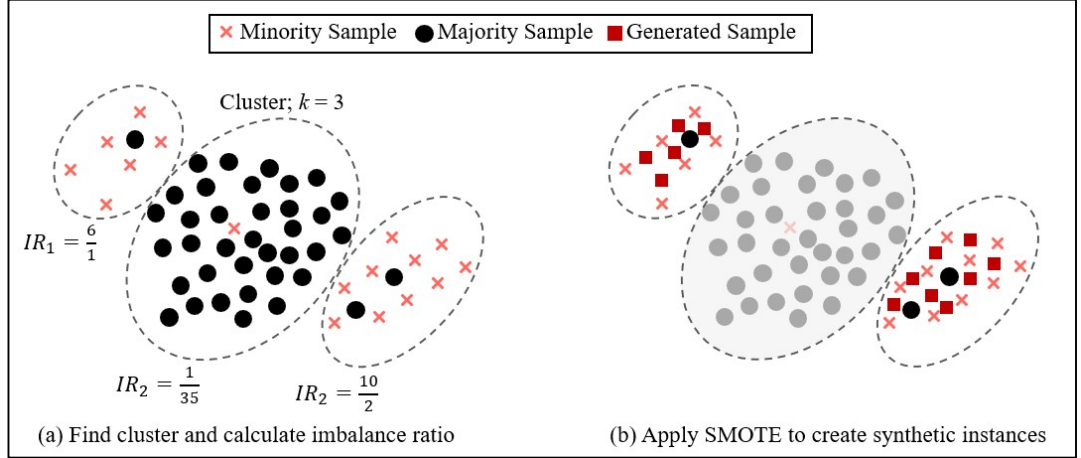 Minority Sample Majority Sample Generated Sample
Cluster; k = 3
IR₁ = 6/1
IR₂ = 1/35
IR₂ = 10/2
(a) Find cluster and calculate imbalance ratio
(b) Apply SMOTE to create synthetic instances